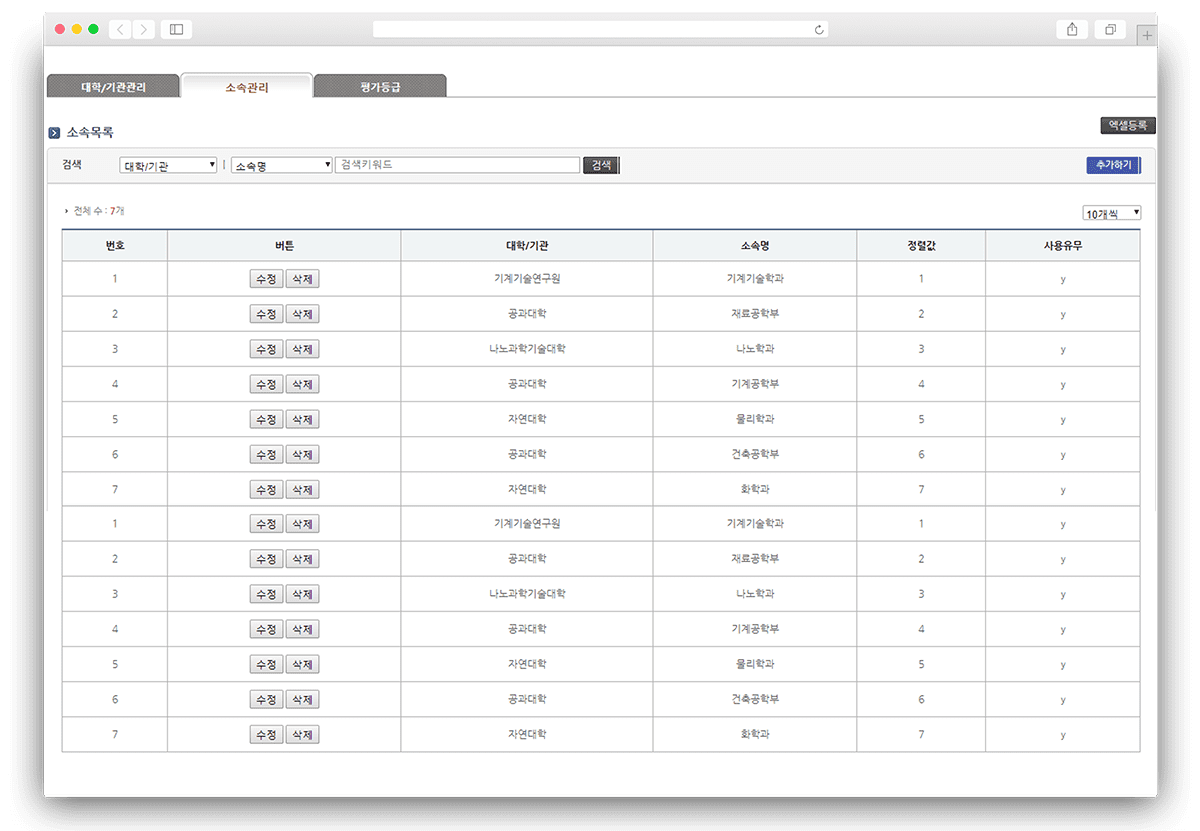 대학/기관관리 소속관리 평가등급
소속목록 엑셀등록
검색 대학/기관 소속명 검색키워드 검색 추가하기
전체 수 : 7개 10개씩
번호 버튼 대학/기관 소속명 정렬값 사용유무
1 수정 삭제 기계기술연구원 기계기술학과 1 y
2 수정 삭제 공과대학 재료공학부 2 y
3 수정 삭제 나노과학기술대학 나노학과 3 y
4 수정 삭제 공과대학 기계공학부 4 y
5 수정 삭제 자연대학 물리학과 5 y
6 수정 삭제 공과대학 건축공학부 6 y
7 수정 삭제 자연대학 화학과 7 y
1 수정 삭제 기계기술연구원 기계기술학과 1 y
2 수정 삭제 공과대학 재료공학부 2 y
3 수정 삭제 나노과학기술대학 나노학과 3 y
4 수정 삭제 공과대학 기계공학부 4 y
5 수정 삭제 자연대학 물리학과 5 y
6 수정 삭제 공과대학 건축공학부 6 y
7 수정 삭제 자연대학 화학과 7 y